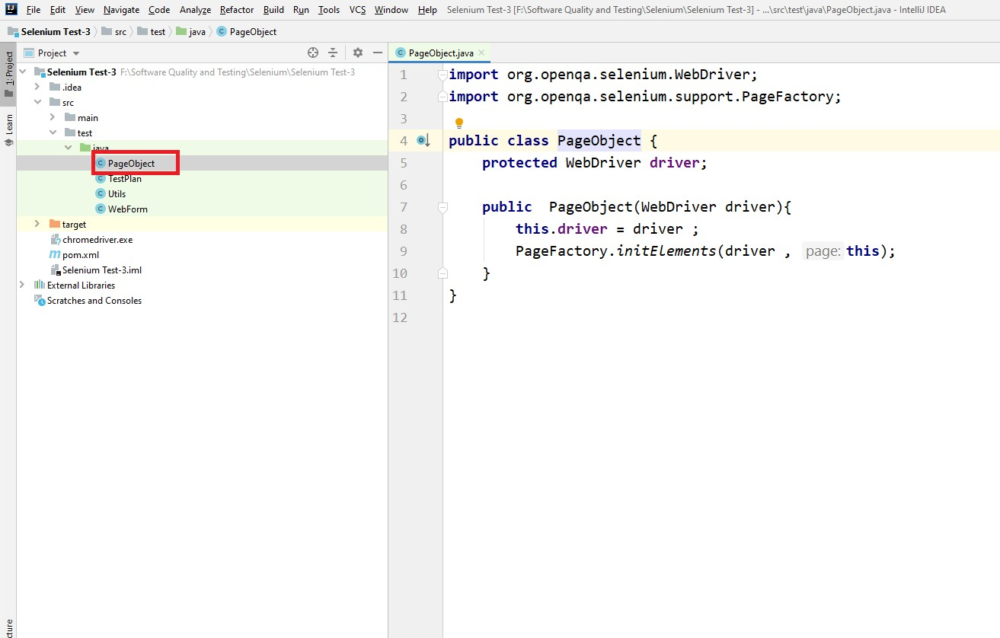 IJ File Edit View Navigate Code Analyze Refactor Build Run Tools VCS Window Help Selenium Test-3 [F:\Software Quality and Testing\Selenium\Selenium Test-3] - ...\src\test\java\PageObject.java - IntelliJ IDEA
Selenium Test-3 src test java C PageObject
1: Project
Learn
Project
Selenium Test-3 F:\Software Quality and Testing\Selenium\Selenium Test-3
.idea
src
main
test
java
C PageObject
C TestPlan
C Utils
C WebForm
target
chromedriver.exe
m pom.xml
Selenium Test-3.iml
External Libraries
Scratches and Consoles
C PageObject.java
1 import org.openqa.selenium.WebDriver;
2 import org.openqa.selenium.support.PageFactory;
3
4 public class PageObject {
5 protected WebDriver driver;
6
7 public  PageObject(WebDriver driver){
8 this.driver = driver ;
9 PageFactory.initElements(driver , page: this);
10 }
11 }
12